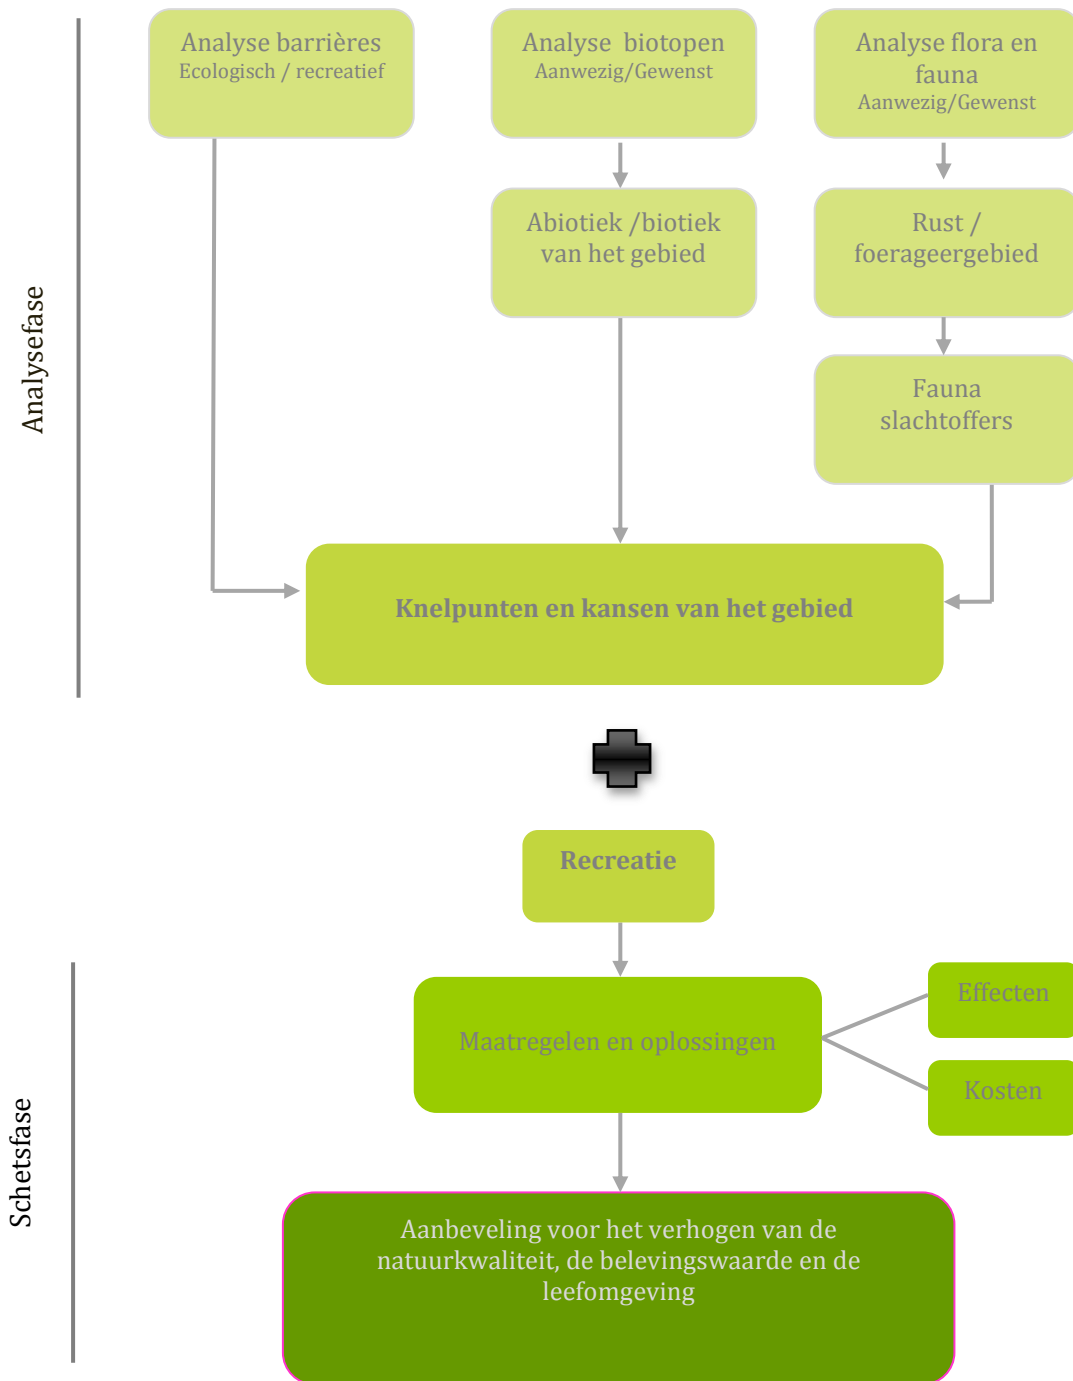 Analyse barrières
Ecologisch / recreatief
Analyse biotopen
Aanwezig/Gewenst
Analyse flora en
fauna
Aanwezig/Gewenst
Abiotiek /biotiek
van het gebied
Rust /
foerageergebied
Fauna
slachtoffers
Analysefase
Knelpunten en kansen van het gebied
Recreatie
Maatregelen en oplossingen
Effecten
Kosten
Schetsfase
Aanbeveling voor het verhogen van de
natuurkwaliteit, de belevingswaarde en de
leefomgeving